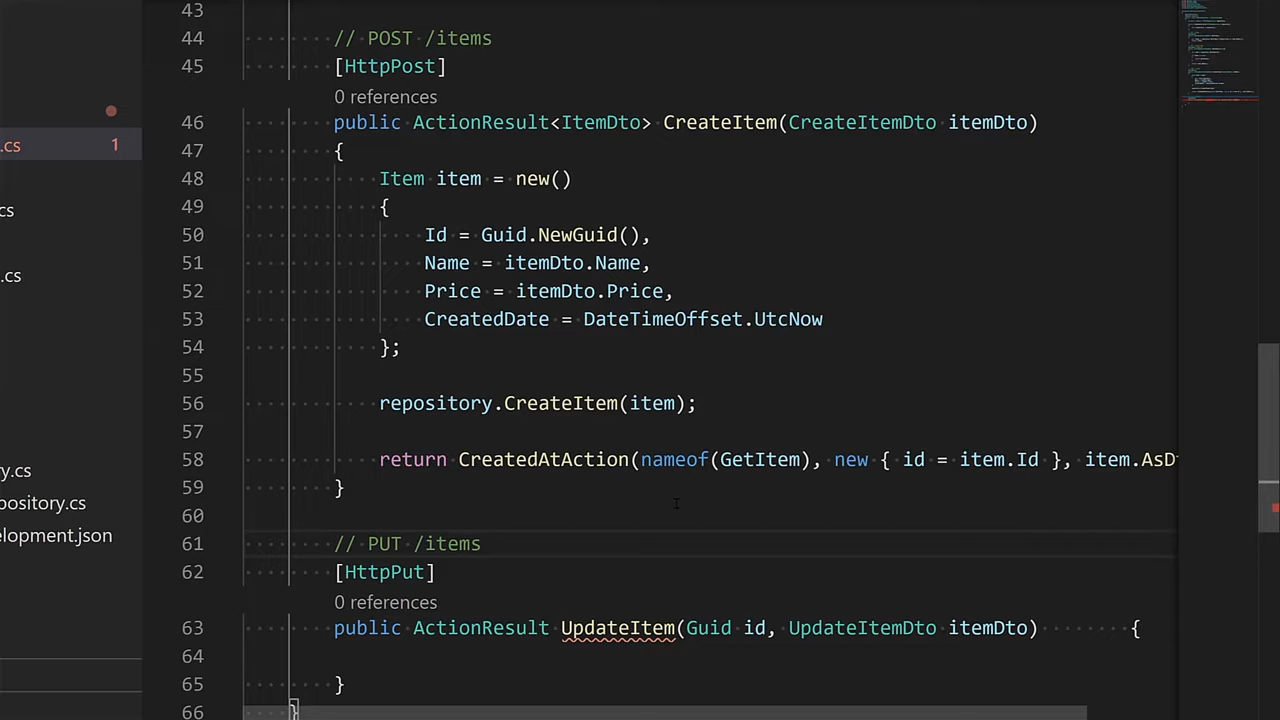 43
44 // POST /items
45 [HttpPost]
0 references
46 public ActionResult<ItemDto> CreateItem(CreateItemDto itemDto)
.cs 1 47 {
48 Item item = new()
cs 49 {
50 Id = Guid.NewGuid(),
.cs 51 Name = itemDto.Name,
52 Price = itemDto.Price,
53 CreatedDate = DateTimeOffset.UtcNow
54 };
55
56 repository.CreateItem(item);
57
58 return CreatedAtAction(nameof(GetItem), new { id = item.Id }, item.AsD
ry.cs
59 }
pository.cs 60
elopment.json 61 // PUT /items
62 [HttpPut]
0 references
63 public ActionResult UpdateItem(Guid id, UpdateItemDto itemDto) {
64
65 }
66 }